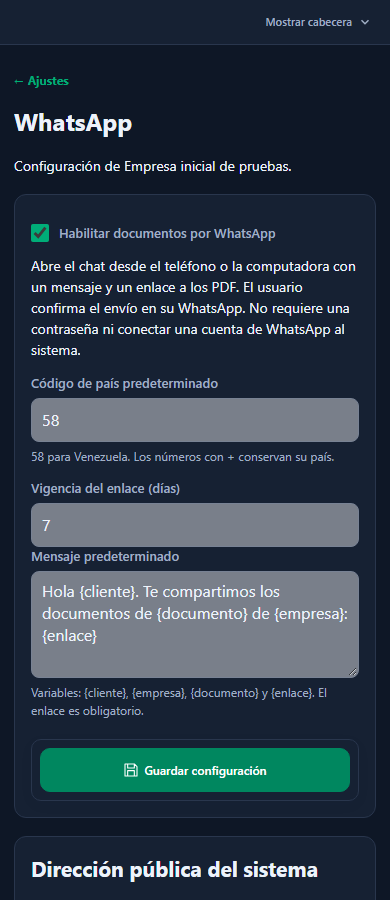 Mostrar cabecera
← Ajustes
WhatsApp
Configuración de Empresa inicial de pruebas.
Habilitar documentos por WhatsApp
Abre el chat desde el teléfono o la computadora con
un mensaje y un enlace a los PDF. El usuario
confirma el envío en su WhatsApp. No requiere una
contraseña ni conectar una cuenta de WhatsApp al
sistema.
Código de país predeterminado
58
58 para Venezuela. Los números con + conservan su país.
Vigencia del enlace (días)
7
Mensaje predeterminado
Hola {cliente}. Te compartimos los
documentos de {documento} de {empresa}:
{enlace}
Variables: {cliente}, {empresa}, {documento} y {enlace}. El
enlace es obligatorio.
Guardar configuración
Dirección pública del sistema